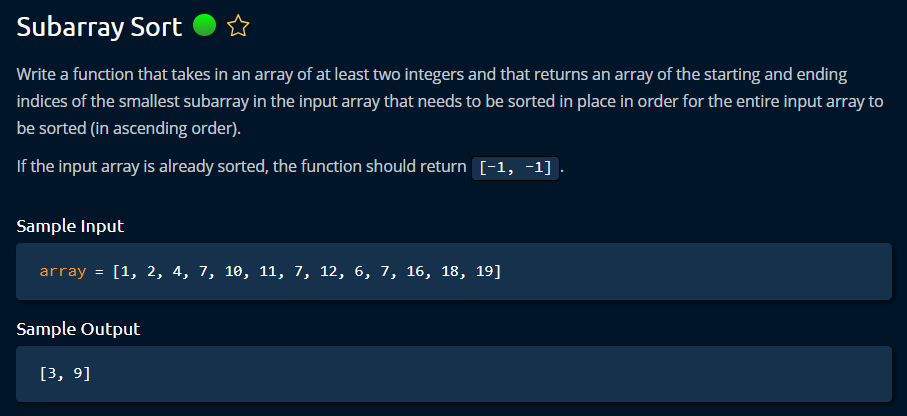 Subarray Sort
Write a function that takes in an array of at least two integers and that returns an array of the starting and ending
indices of the smallest subarray in the input array that needs to be sorted in place in order for the entire input array to
be sorted (in ascending order).
If the input array is already sorted, the function should return [-1, -1] .
Sample Input
array = [1, 2, 4, 7, 10, 11, 7, 12, 6, 7, 16, 18, 19]
Sample Output
[3, 9]